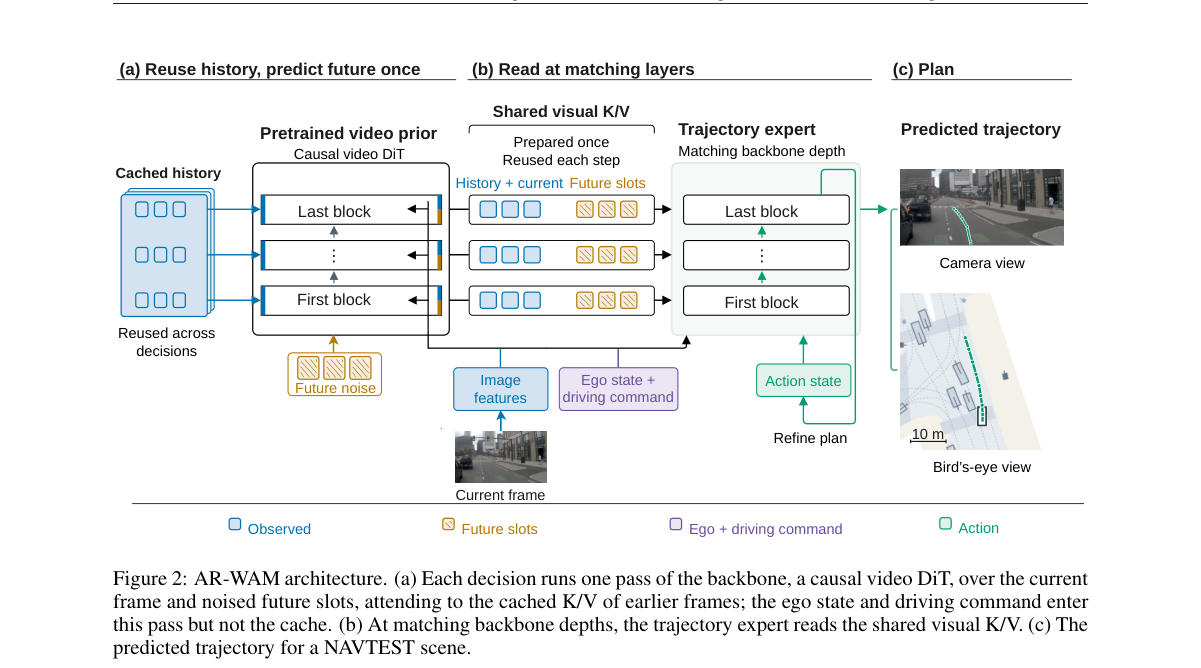 (a) Reuse history, predict future once
(b) Read at matching layers
(c) Plan
Shared visual K/V
Pretrained video prior
Causal video DiT
Prepared once
Reused each step
Trajectory expert
Matching backbone depth
Predicted trajectory
Cached history
History + current Future slots
Last block
⋮
First block
Last block
⋮
First block
Reused across
decisions
Future noise
Image
features
Ego state +
driving command
Action state
Refine plan
Current frame
Camera view
10 m
Bird's-eye view
Observed
Future slots
Ego + driving command
Action
Figure 2: AR-WAM architecture. (a) Each decision runs one pass of the backbone, a causal video DiT, over the current
frame and noised future slots, attending to the cached K/V of earlier frames; the ego state and driving command enter
this pass but not the cache. (b) At matching backbone depths, the trajectory expert reads the shared visual K/V. (c) The
predicted trajectory for a NAVTEST scene.